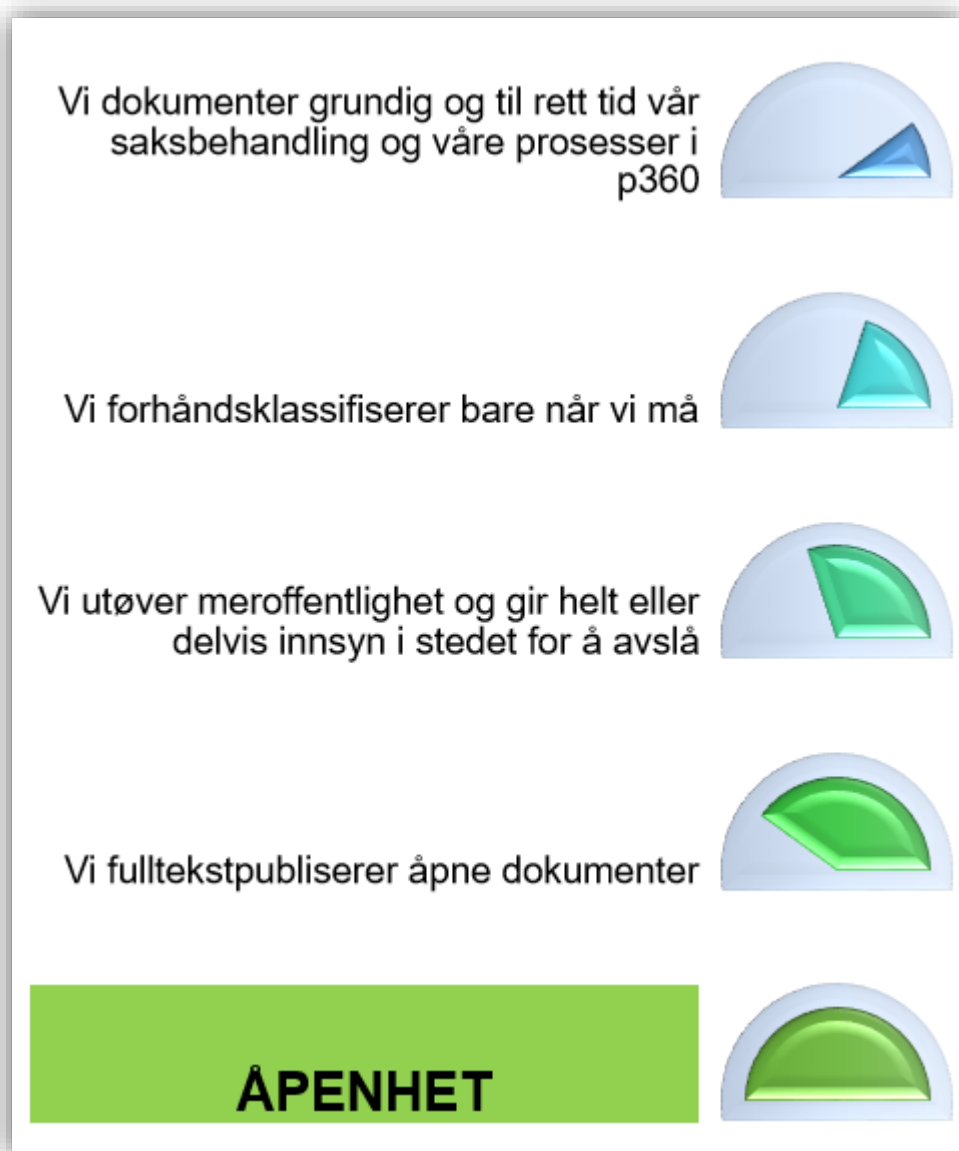 Vi dokumenter grundig og til rett tid vår
saksbehandling og våre prosesser i
p360
Vi forhåndsklassifiserer bare når vi må
Vi utøver meroffentlighet og gir helt eller
delvis innsyn i stedet for å avslå
Vi fulltekstpubliserer åpne dokumenter
ÅPENHET